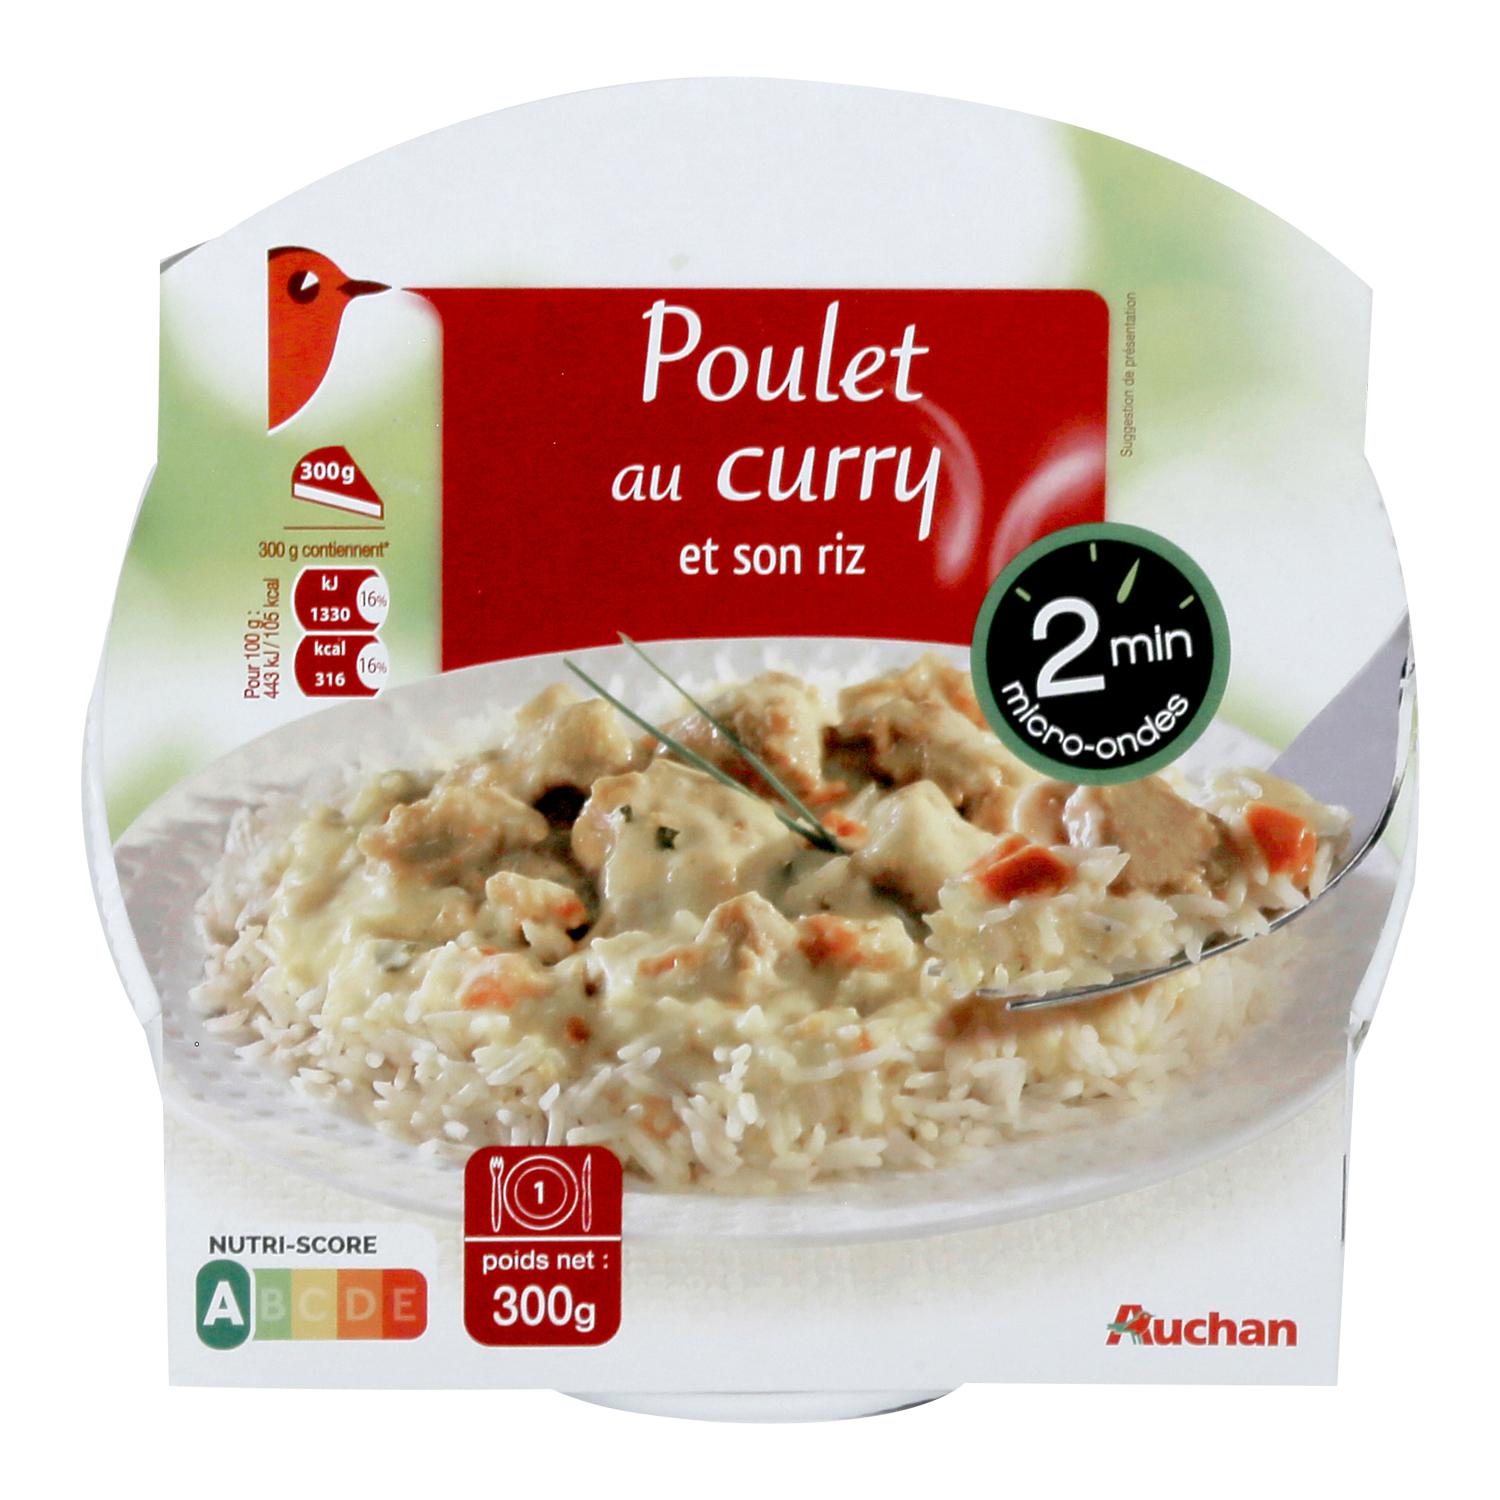 Poulet
au curry
et son riz
Suggestion de présentation
300g
300 g contiennent*
kJ
1330
16%
kcal
316
16%
Pour 100 g :
443 kJ / 105 kcal
2 min
micro-ondes
NUTRI-SCORE
A B C D E
1
poids net :
300g
Auchan